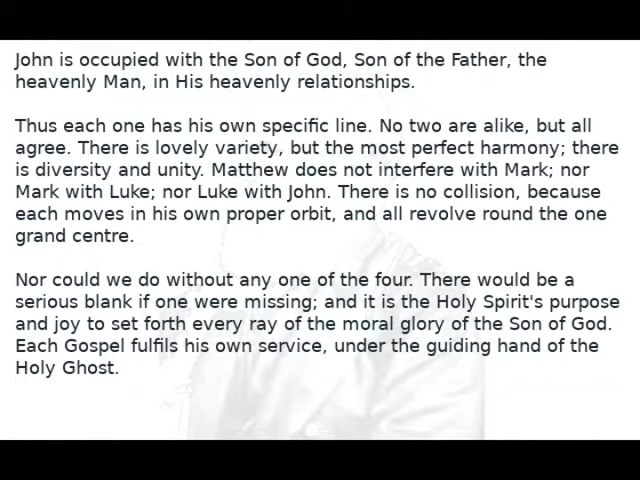 John is occupied with the Son of God, Son of the Father, the
heavenly Man, in His heavenly relationships.
Thus each one has his own specific line. No two are alike, but all
agree. There is lovely variety, but the most perfect harmony; there
is diversity and unity. Matthew does not interfere with Mark; nor
Mark with Luke; nor Luke with John. There is no collision, because
each moves in his own proper orbit, and all revolve round the one
grand centre.
Nor could we do without any one of the four. There would be a
serious blank if one were missing; and it is the Holy Spirit's purpose
and joy to set forth every ray of the moral glory of the Son of God.
Each Gospel fulfils his own service, under the guiding hand of the
Holy Ghost.